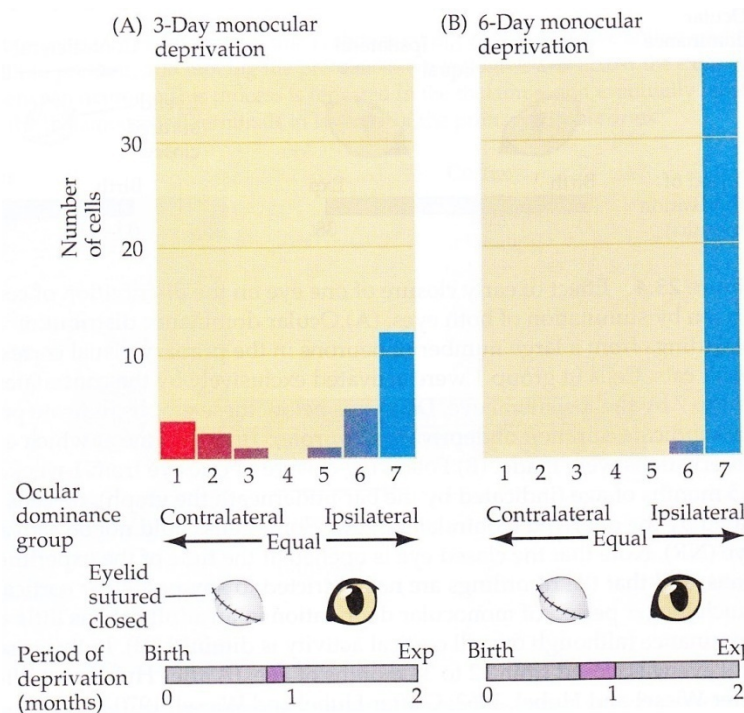 (A) 3-Day monocular
deprivation
(B) 6-Day monocular
deprivation
Number
of cells
30
20
10
1 2 3 4 5 6 7
1 2 3 4 5 6 7
Ocular
dominance
group
Contralateral Ipsilateral
Equal
Contralateral Ipsilateral
Equal
Eyelid
sutured
closed
Period of
deprivation
(months)
Birth Exp
0 1 2
Birth Exp
0 1 2